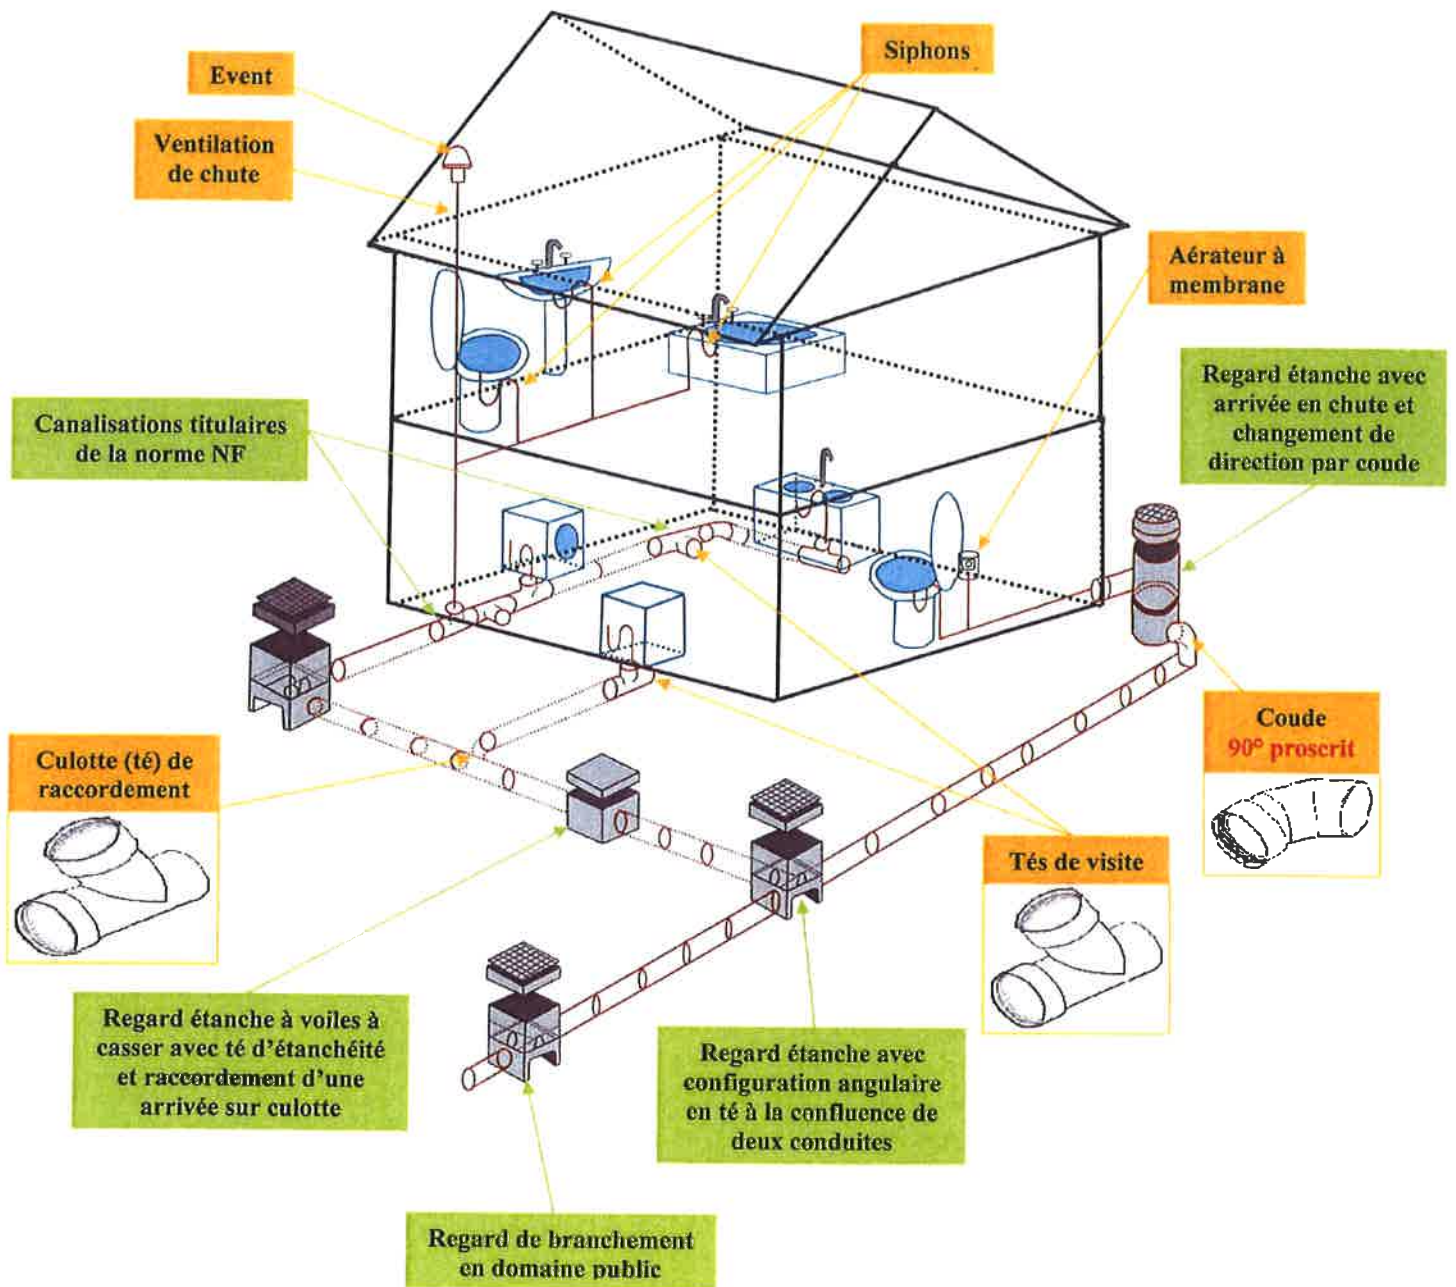 Siphons
Event
Ventilation
de chute
Aérateur à
membrane
Regard étanche avec
arrivée en chute et
changement de
direction par coude
Canalisations titulaires
de la norme NF
Coude
90° proscrit
Culotte (té) de
raccordement
Tés de visite
Regard étanche à voiles à
casser avec té d'étanchéité
et raccordement d'une
arrivée sur culotte
Regard étanche avec
configuration angulaire
en té à la confluence de
deux conduites
Regard de branchement
en domaine public